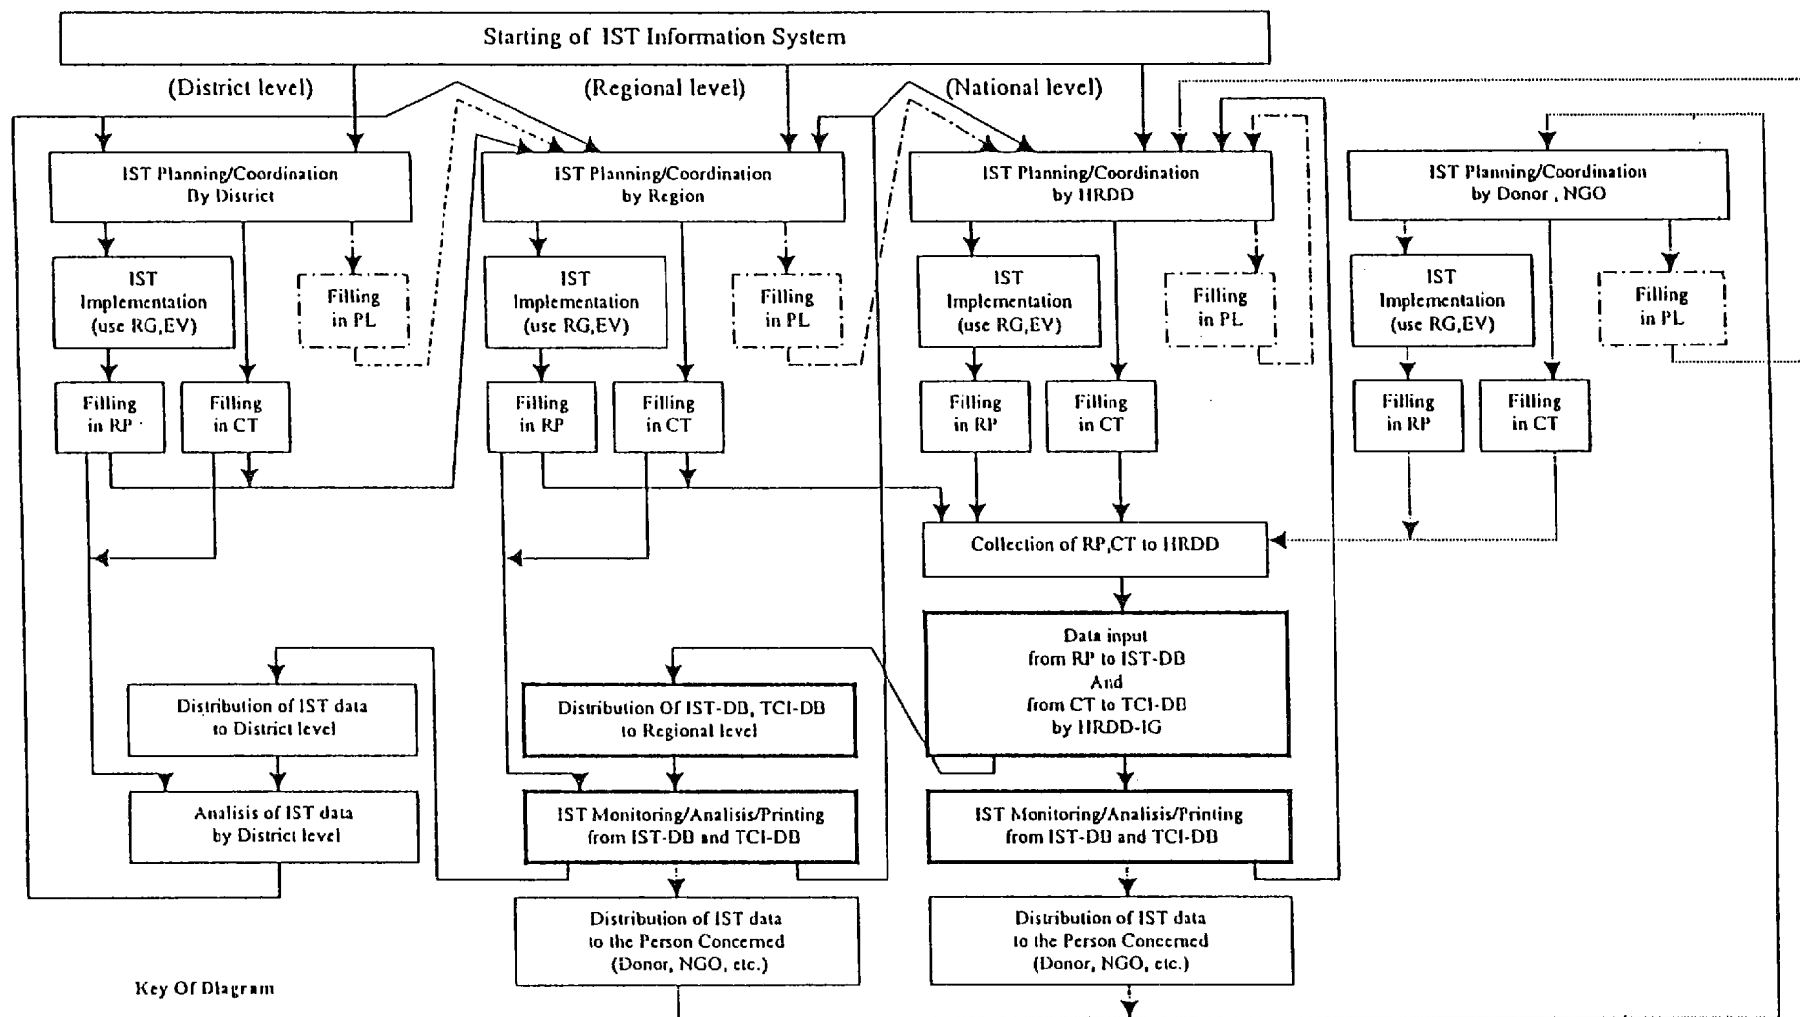 Starting of IST Information System
(District level)
(Regional level)
(National level)
IST Planning/Coordination
By District
IST Planning/Coordination
by Region
IST Planning/Coordination
by HRDD
IST Planning/Coordination
by Donor , NGO
IST
Implementation
(use RG,EV)
Filling
in PL
IST
Implementation
(use RG,EV)
Filling
in PL
IST
Implementation
(use RG,EV)
Filling
in PL
IST
Implementation
(use RG,EV)
Filling
in PL
Filling
in RP
Filling
in CT
Filling
in RP
Filling
in CT
Filling
in RP
Filling
in CT
Filling
in RP
Filling
in CT
Collection of RP,CT to HRDD
Data input
from RP to IST-DB
And
from CT to TCI-DB
by HRDD-IG
Distribution of IST data
to District level
Distribution Of IST-DB, TCI-DB
to Regional level
Analisis of IST data
by District level
IST Monitoring/Analisis/Printing
from IST-DB and TCI-DB
IST Monitoring/Analisis/Printing
from IST-DB and TCI-DB
Distribution of IST data
to the Person Concerned
(Donor, NGO, etc.)
Distribution of IST data
to the Person Concerned
(Donor, NGO, etc.)
Key Of Diagram